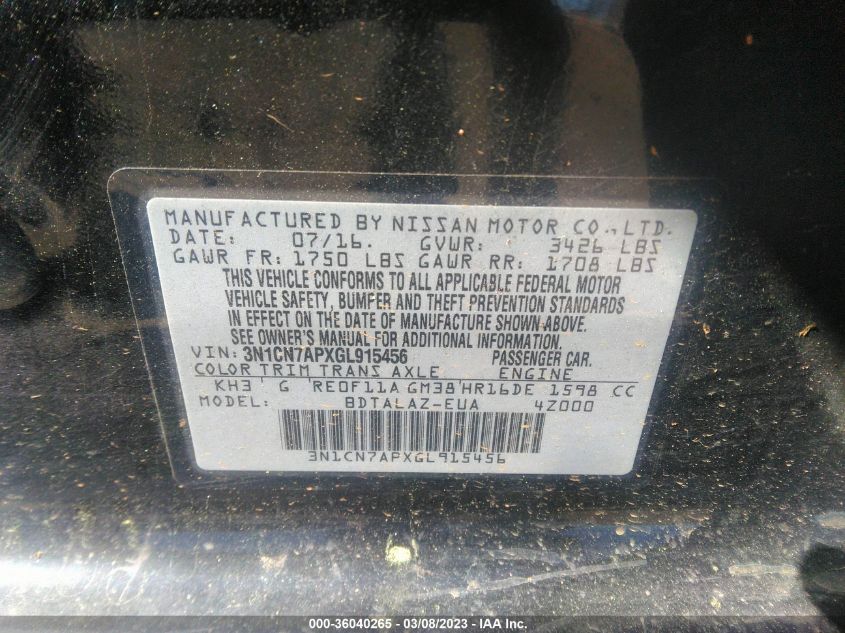 MANUFACTURED BY NISSAN MOTOR CO.,LTD.
DATE: 07/16. GVWR: 3426 LBS
GAWR FR: 1750 LBS GAWR RR: 1708 LBS
THIS VEHICLE CONFORMS TO ALL APPLICABLE FEDERAL MOTOR
VEHICLE SAFETY, BUMPER AND THEFT PREVENTION STANDARDS
IN EFFECT ON THE DATE OF MANUFACTURE SHOWN ABOVE.
SEE OWNER'S MANUAL FOR ADDITIONAL INFORMATION.
VIN: 3N1CN7APXGL915456 PASSENGER CAR.
COLOR TRIM TRANS AXLE ENGINE
KH3 G RE0F11A GM38 HR16DE 1598 CC
MODEL: BDTALAZ-EUA 4Z000
3N1CN7APXGL915456
000-36040265 - 03/08/2023 - IAA, Inc.